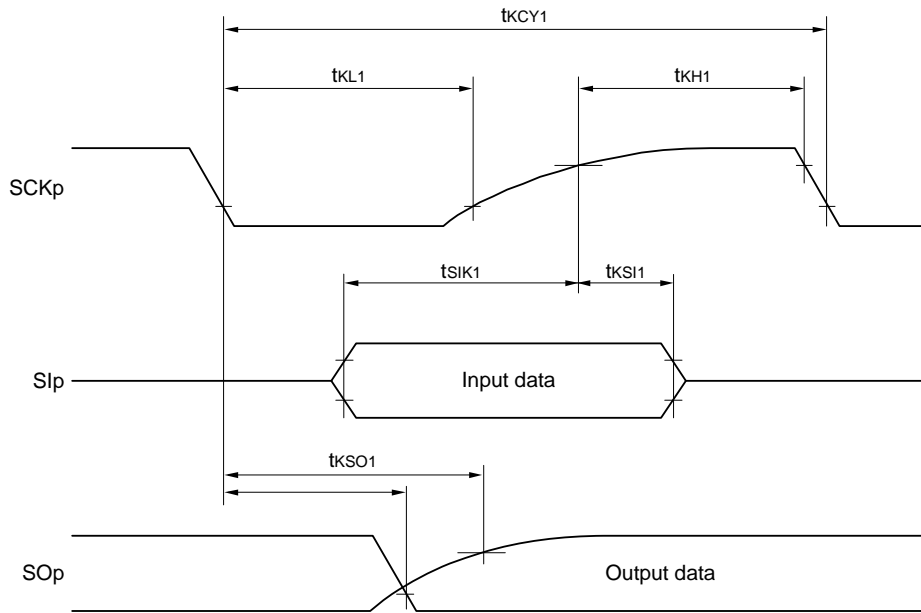 tKCY1
tKL1
tKH1
SCKp
tSIK1
tKSI1
SIp
Input data
tKSO1
SOp
Output data